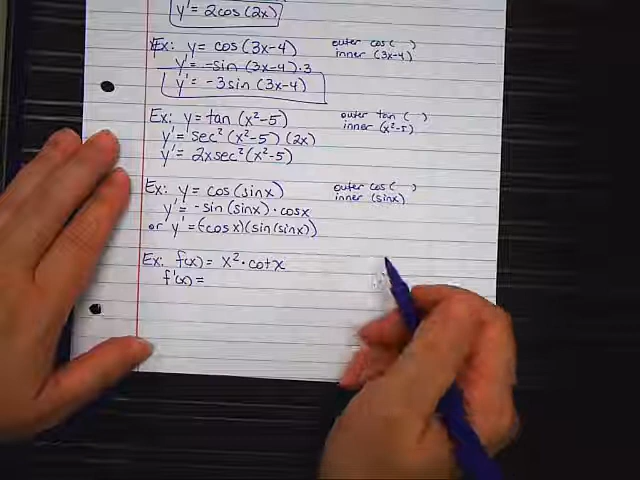 y' = 2cos(2x)
*Ex: y = cos(3x-4) outer cos( )
inner (3x-4)
y' = -sin(3x-4)·3
y' = -3sin(3x-4)
Ex: y = tan(x²-5) outer tan( )
inner (x²-5)
y' = sec²(x²-5)(2x)
y' = 2xsec²(x²-5)
Ex: y = cos(sinx) outer cos( )
inner (sinx)
y' = -sin(sinx)·cosx
or y' = (-cosx)(sin(sinx))
Ex: f(x) = x²·cotx
f'(x) =